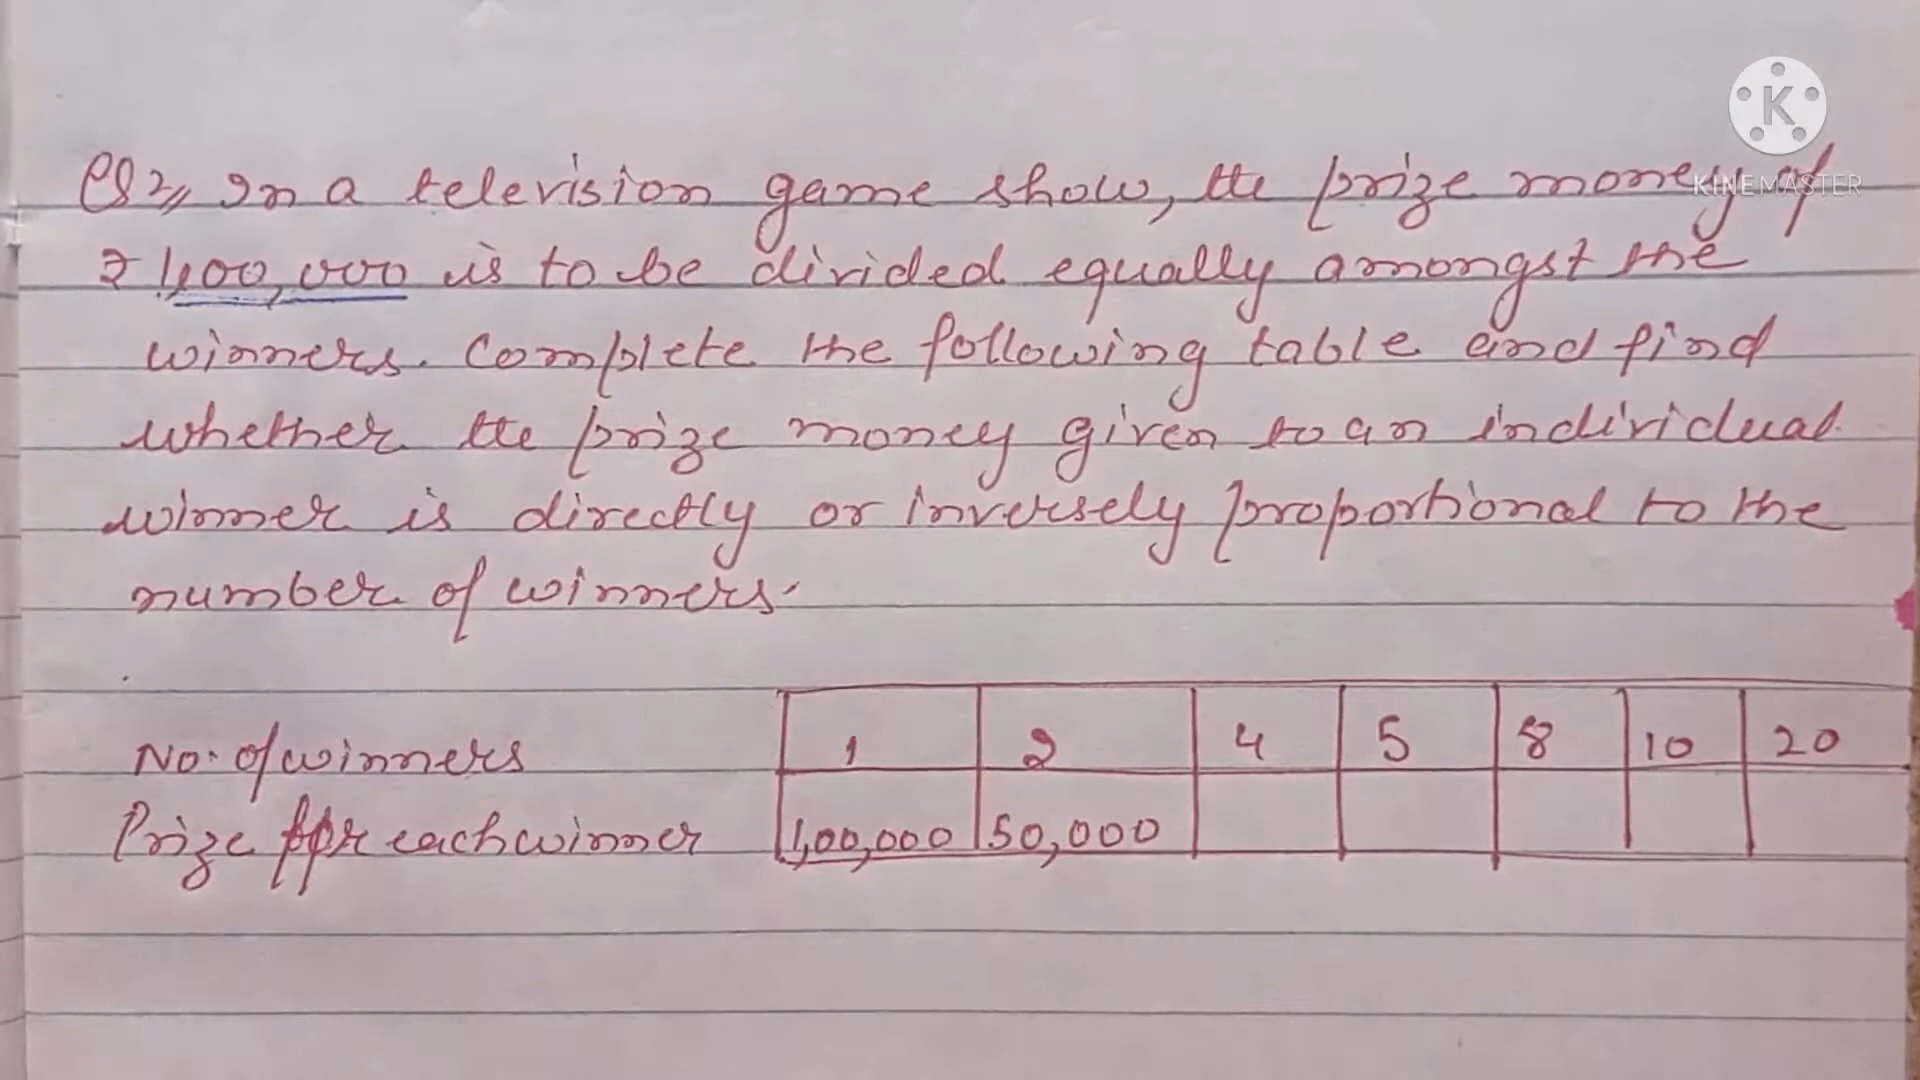 K
KINEMASTER
Q2,, In a television game show, the prize money of
₹ 1,00,000 is to be divided equally amongst the
winners. Complete the following table and find
whether the prize money given to an individual
winner is directly or inversely proportional to the
number of winners.
No. of winners 1 2 4 5 8 10 20
Prize for each winner 1,00,000 50,000